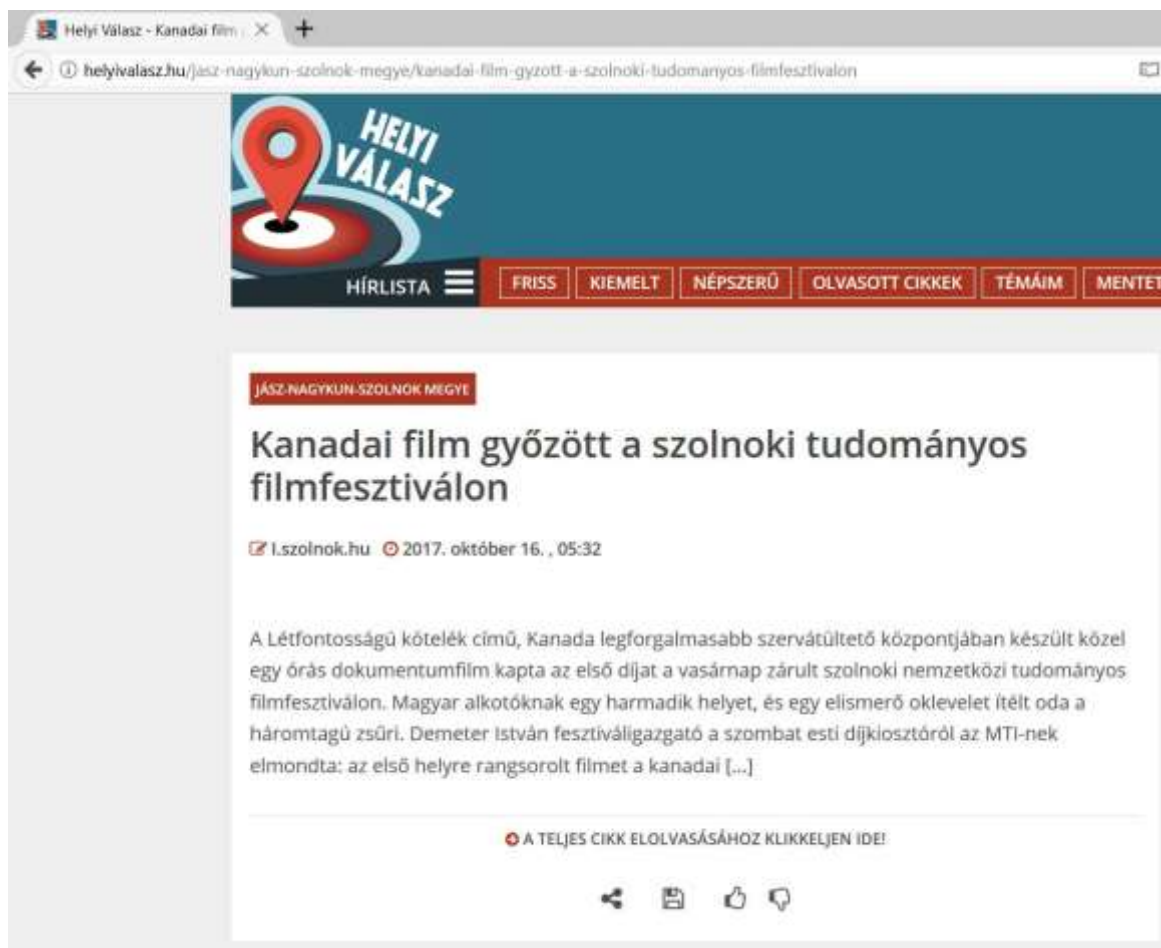 Helyi Válasz - Kanadai film
helyivalasz.hu/jasz-nagykun-szolnok-megye/kanadai-film-gyzott-a-szolnoki-tudomanyos-filmfesztivalon
HELYI
VÁLASZ
HÍRLISTA FRISS KIEMELT NÉPSZERŰ OLVASOTT CIKKEK TÉMÁIM MENTET
JÁSZ-NAGYKUN-SZOLNOK MEGYE
Kanadai film győzött a szolnoki tudományos
filmfesztiválon
I.szolnok.hu 2017. október 16. , 05:32
A Létfontosságú kötelék című, Kanada legforgalmasabb szervátültető központjában készült közel
egy órás dokumentumfilm kapta az első díjat a vasárnap zárult szolnoki nemzetközi tudományos
filmfesztiválon. Magyar alkotóknak egy harmadik helyet, és egy elismerő oklevelet ítélt oda a
háromtagú zsűri. Demeter István fesztiváligazgató a szombat esti díjkiosztóról az MTI-nek
elmondta: az első helyre rangsorolt filmet a kanadai [...]
A TELJES CIKK ELOLVASÁSÁHOZ KLIKKELJEN IDE!